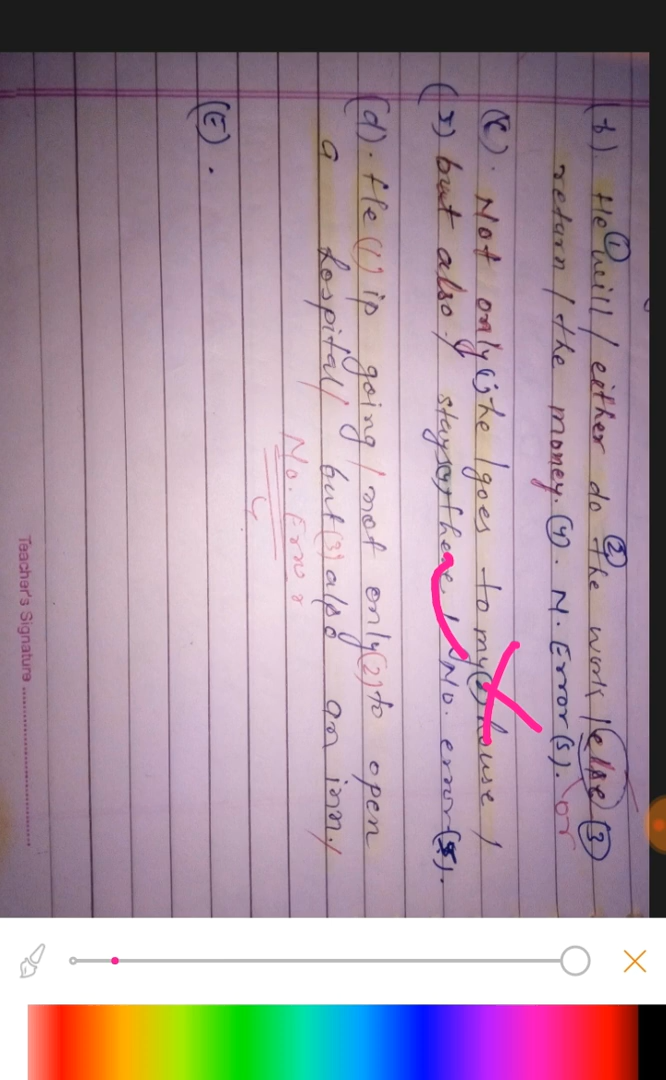 (b). He ① will / either do ② the work / else ③
or
return / the money. (4). N. Error (5).
(c). Not only (1) he / goes to my (2) house /
(3) but also / stays (4) there / No. error (5).
(d). He (1) is going / not only (2) to open
a hospital / but (3) also an inn. /
No. Error
(E).
Teacher's Signature